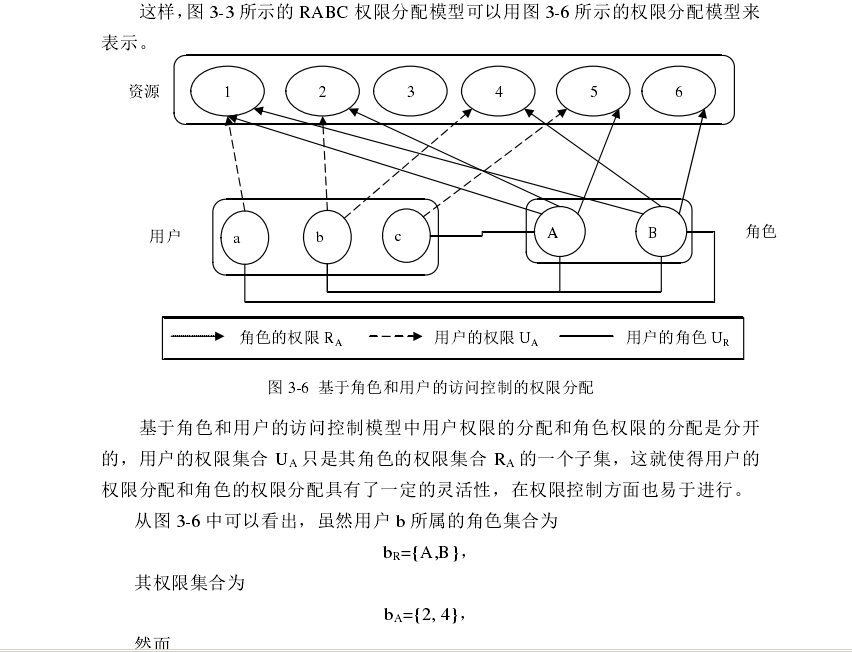 这样，图 3-3 所示的 RABC 权限分配模型可以用图 3-6 所示的权限分配模型来
表示。
资源 1 2 3 4 5 6
用户 a b c A B 角色
角色的权限 R_A 用户的权限 U_A 用户的角色 U_R
图 3-6 基于角色和用户的访问控制的权限分配
基于角色和用户的访问控制模型中用户权限的分配和角色权限的分配是分开
的，用户的权限集合 U_A 只是其角色的权限集合 R_A 的一个子集，这就使得用户的
权限分配和角色的权限分配具有了一定的灵活性，在权限控制方面也易于进行。
从图 3-6 中可以看出，虽然用户 b 所属的角色集合为
b_R={A,B}，
其权限集合为
b_A={2, 4}，
然而